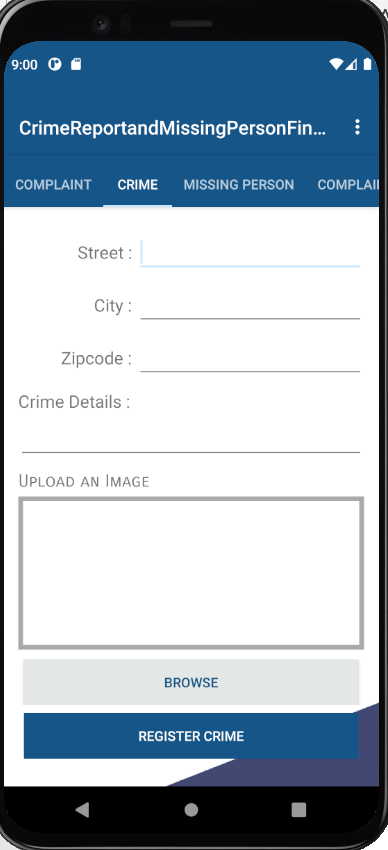 9:00
CrimeReportandMissingPersonFin...
COMPLAINT CRIME MISSING PERSON COMPLAI
Street :
City :
Zipcode :
Crime Details :
Upload an Image
BROWSE
REGISTER CRIME